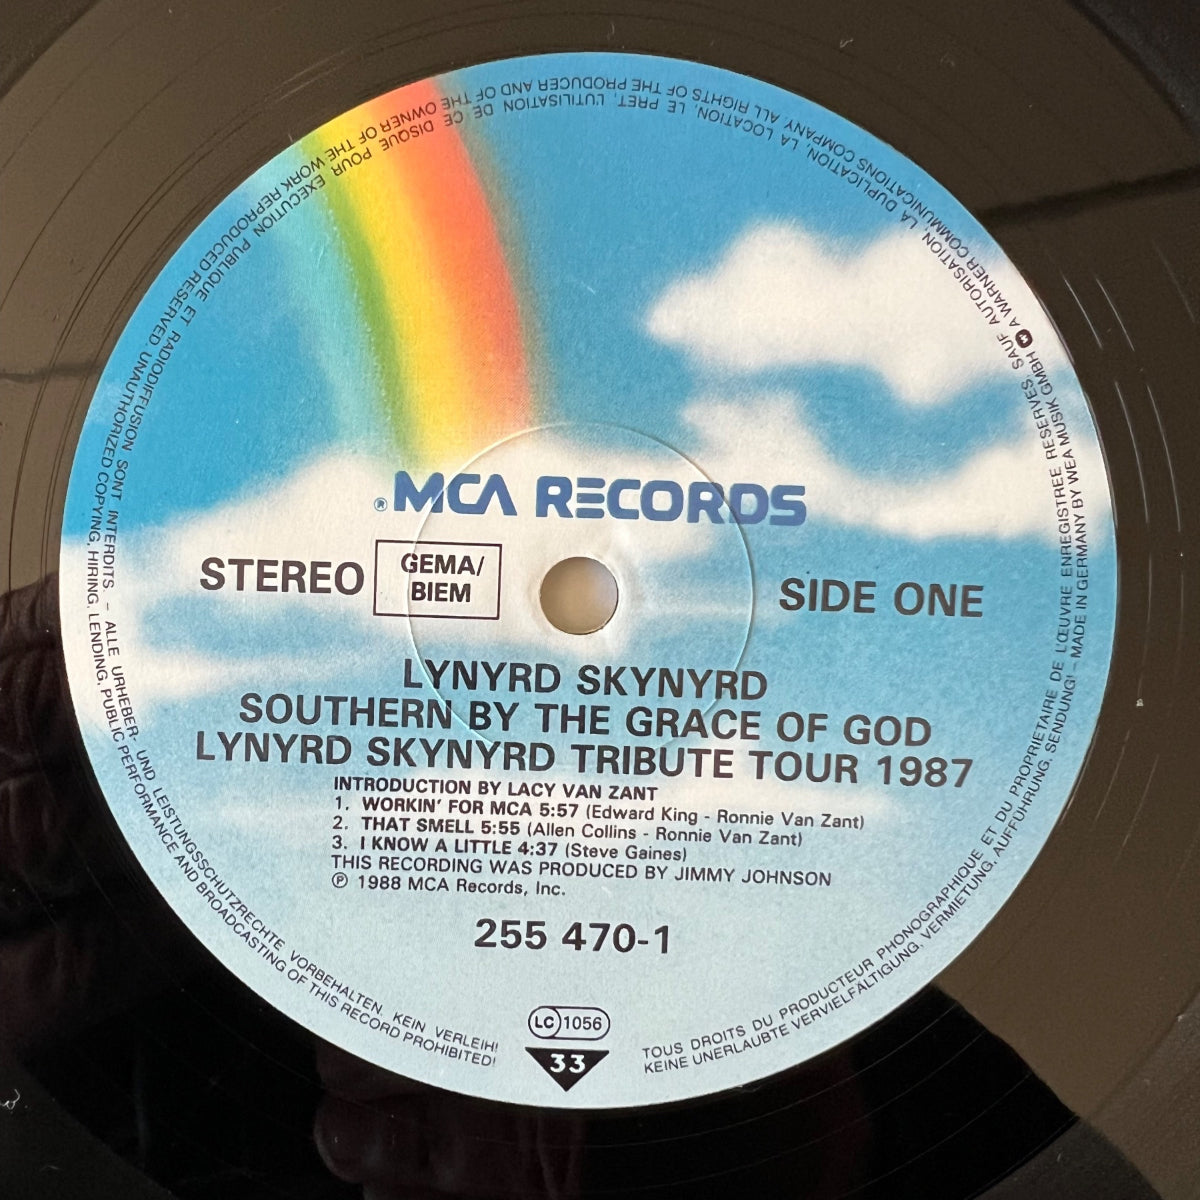 ® MCA RECORDS
STEREO
GEMA/
BIEM
SIDE ONE
LYNYRD SKYNYRD
SOUTHERN BY THE GRACE OF GOD
LYNYRD SKYNYRD TRIBUTE TOUR 1987
INTRODUCTION BY LACY VAN ZANT
1. WORKIN' FOR MCA 5:57 (Edward King - Ronnie Van Zant)
2. THAT SMELL 5:55 (Allen Collins - Ronnie Van Zant)
3. I KNOW A LITTLE 4:37 (Steve Gaines)
THIS RECORDING WAS PRODUCED BY JIMMY JOHNSON
℗ 1988 MCA Records, Inc.
255 470-1
LC 1056
33
TOUS DROITS DU PRODUCTEUR PHONOGRAPHIQUE ET DU PROPRIETAIRE DE L'ŒUVRE ENREGISTREE RESERVES SAUF AUTORISATION, LA DUPLICATION, LA LOCATION, LE PRET, L'UTILISATION DE CE DISQUE POUR EXECUTION PUBLIQUE ET RADIODIFFUSION SONT INTERDITS. – ALLE URHEBER- UND LEISTUNGSSCHUTZRECHTE VORBEHALTEN. KEIN VERLEIH!
KEINE UNERLAUBTE VERVIELFÄLTIGUNG, VERMIETUNG, AUFFÜHRUNG, SENDUNG! – MADE IN GERMANY BY WEA MUSIK GMBH A WARNER COMMUNICATIONS COMPANY. ALL RIGHTS OF THE PRODUCER AND OF THE OWNER OF THE WORK REPRODUCED RESERVED. UNAUTHORIZED COPYING, HIRING, LENDING, PUBLIC PERFORMANCE AND BROADCASTING OF THIS RECORD PROHIBITED!